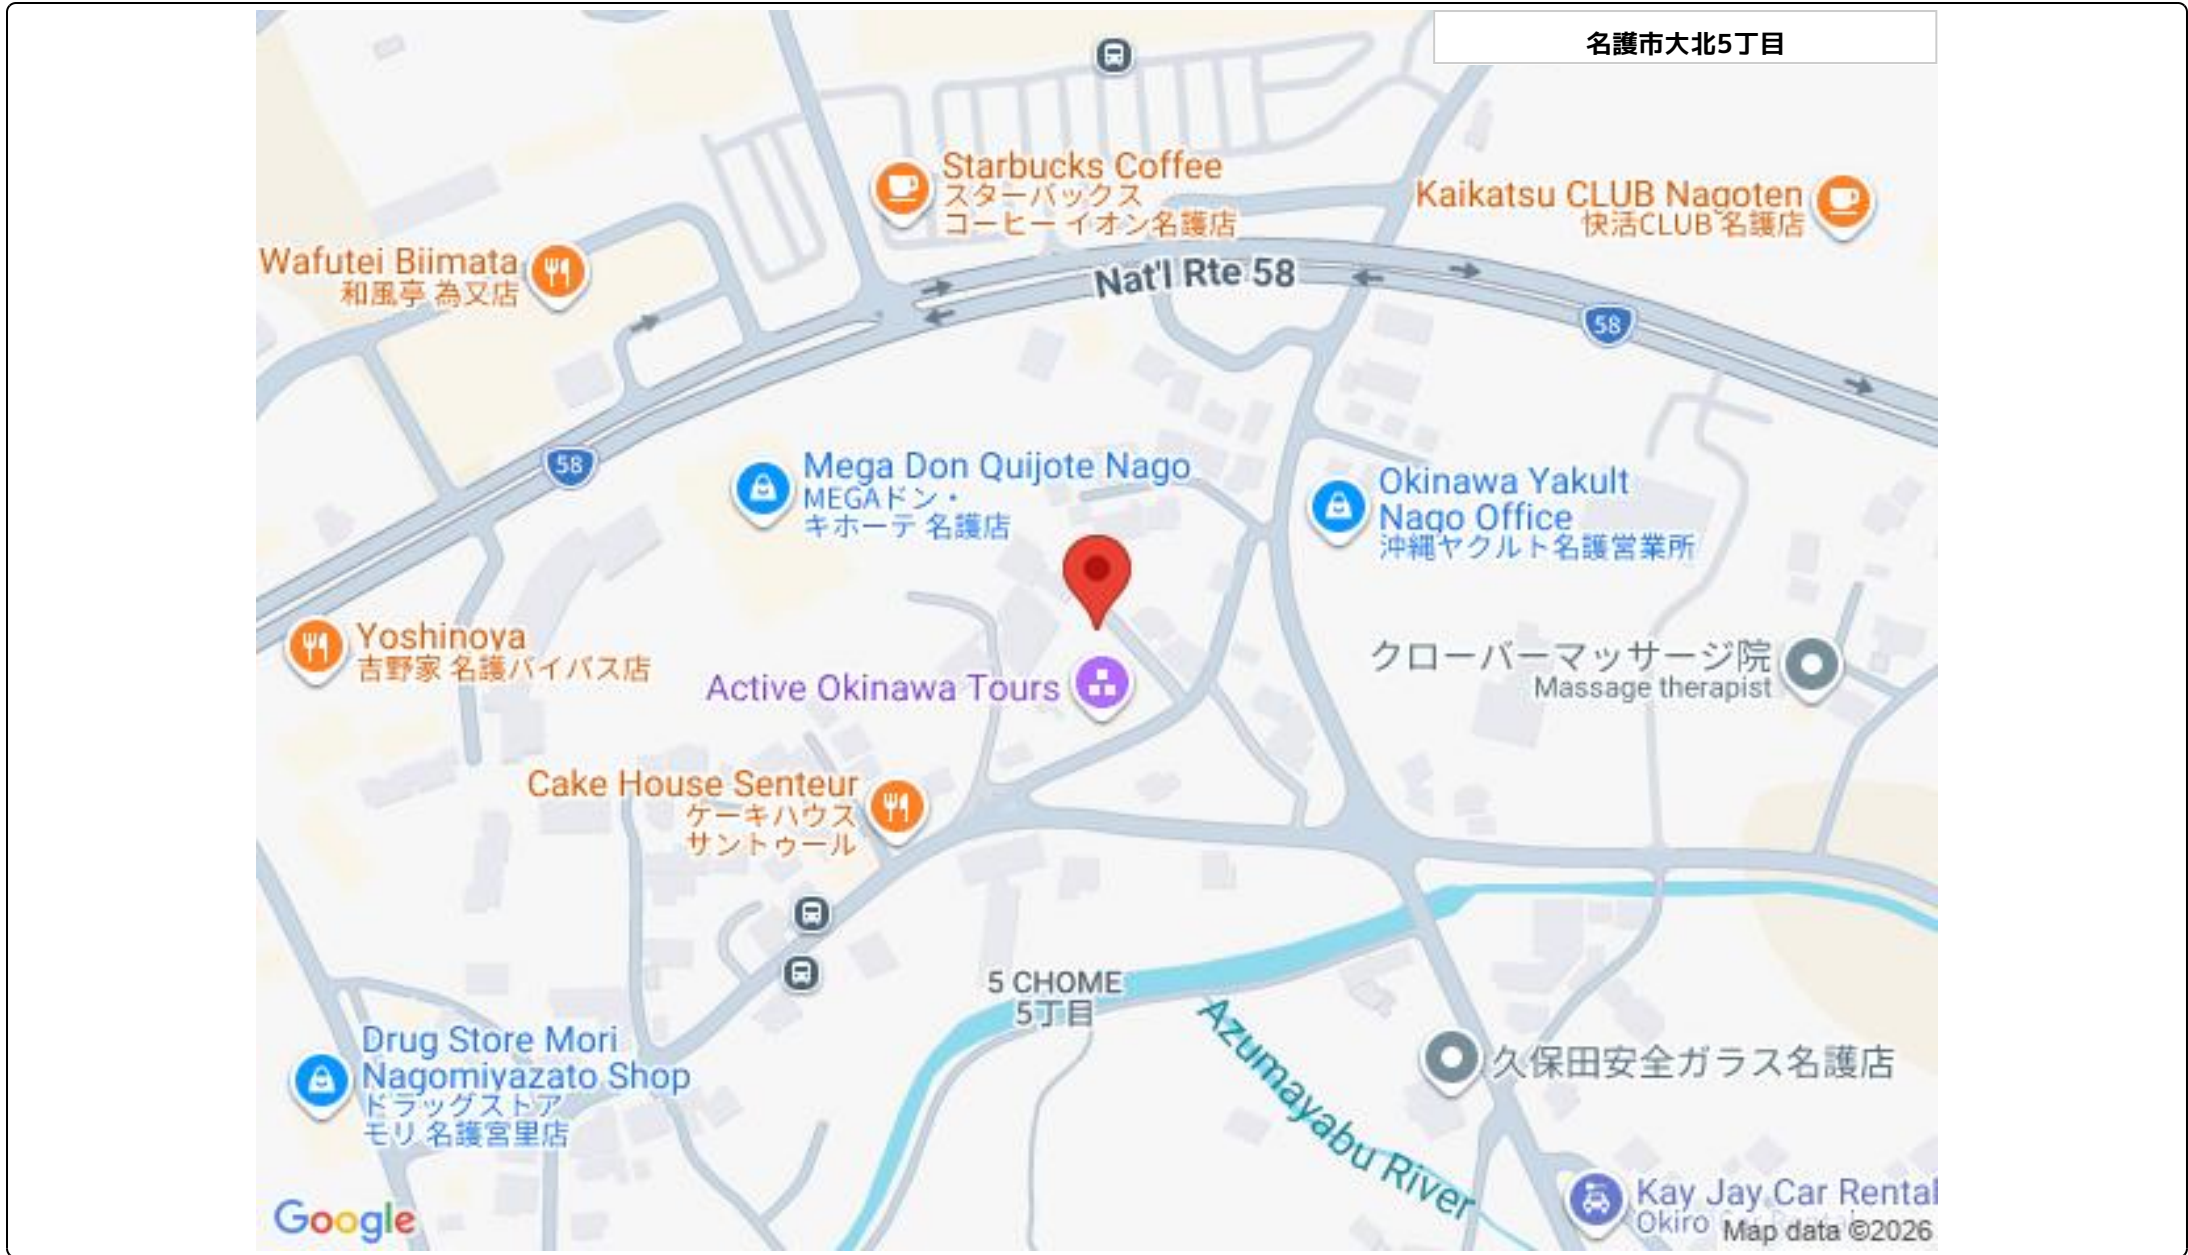 名護市大北5丁目
Starbucks Coffee
スターバックス
コーヒー イオン名護店
Kaikatsu CLUB Nagoten
快活CLUB 名護店
Wafutei Biimata
和風亭 為又店
Nat'l Rte 58
58
58
Mega Don Quijote Nago
MEGAドン・
キホーテ 名護店
Okinawa Yakult
Nago Office
沖縄ヤクルト名護営業所
Yoshinoya
吉野家 名護バイパス店
クローバーマッサージ院
Massage therapist
Active Okinawa Tours
Cake House Senteur
ケーキハウス
サントゥール
5 CHOME
5丁目
Azumayabu River
Drug Store Mori
Nagomiyazato Shop
ドラッグストア
モリ 名護宮里店
久保田安全ガラス名護店
Kay Jay Car Rental
Okiro
Google
Map data ©2026